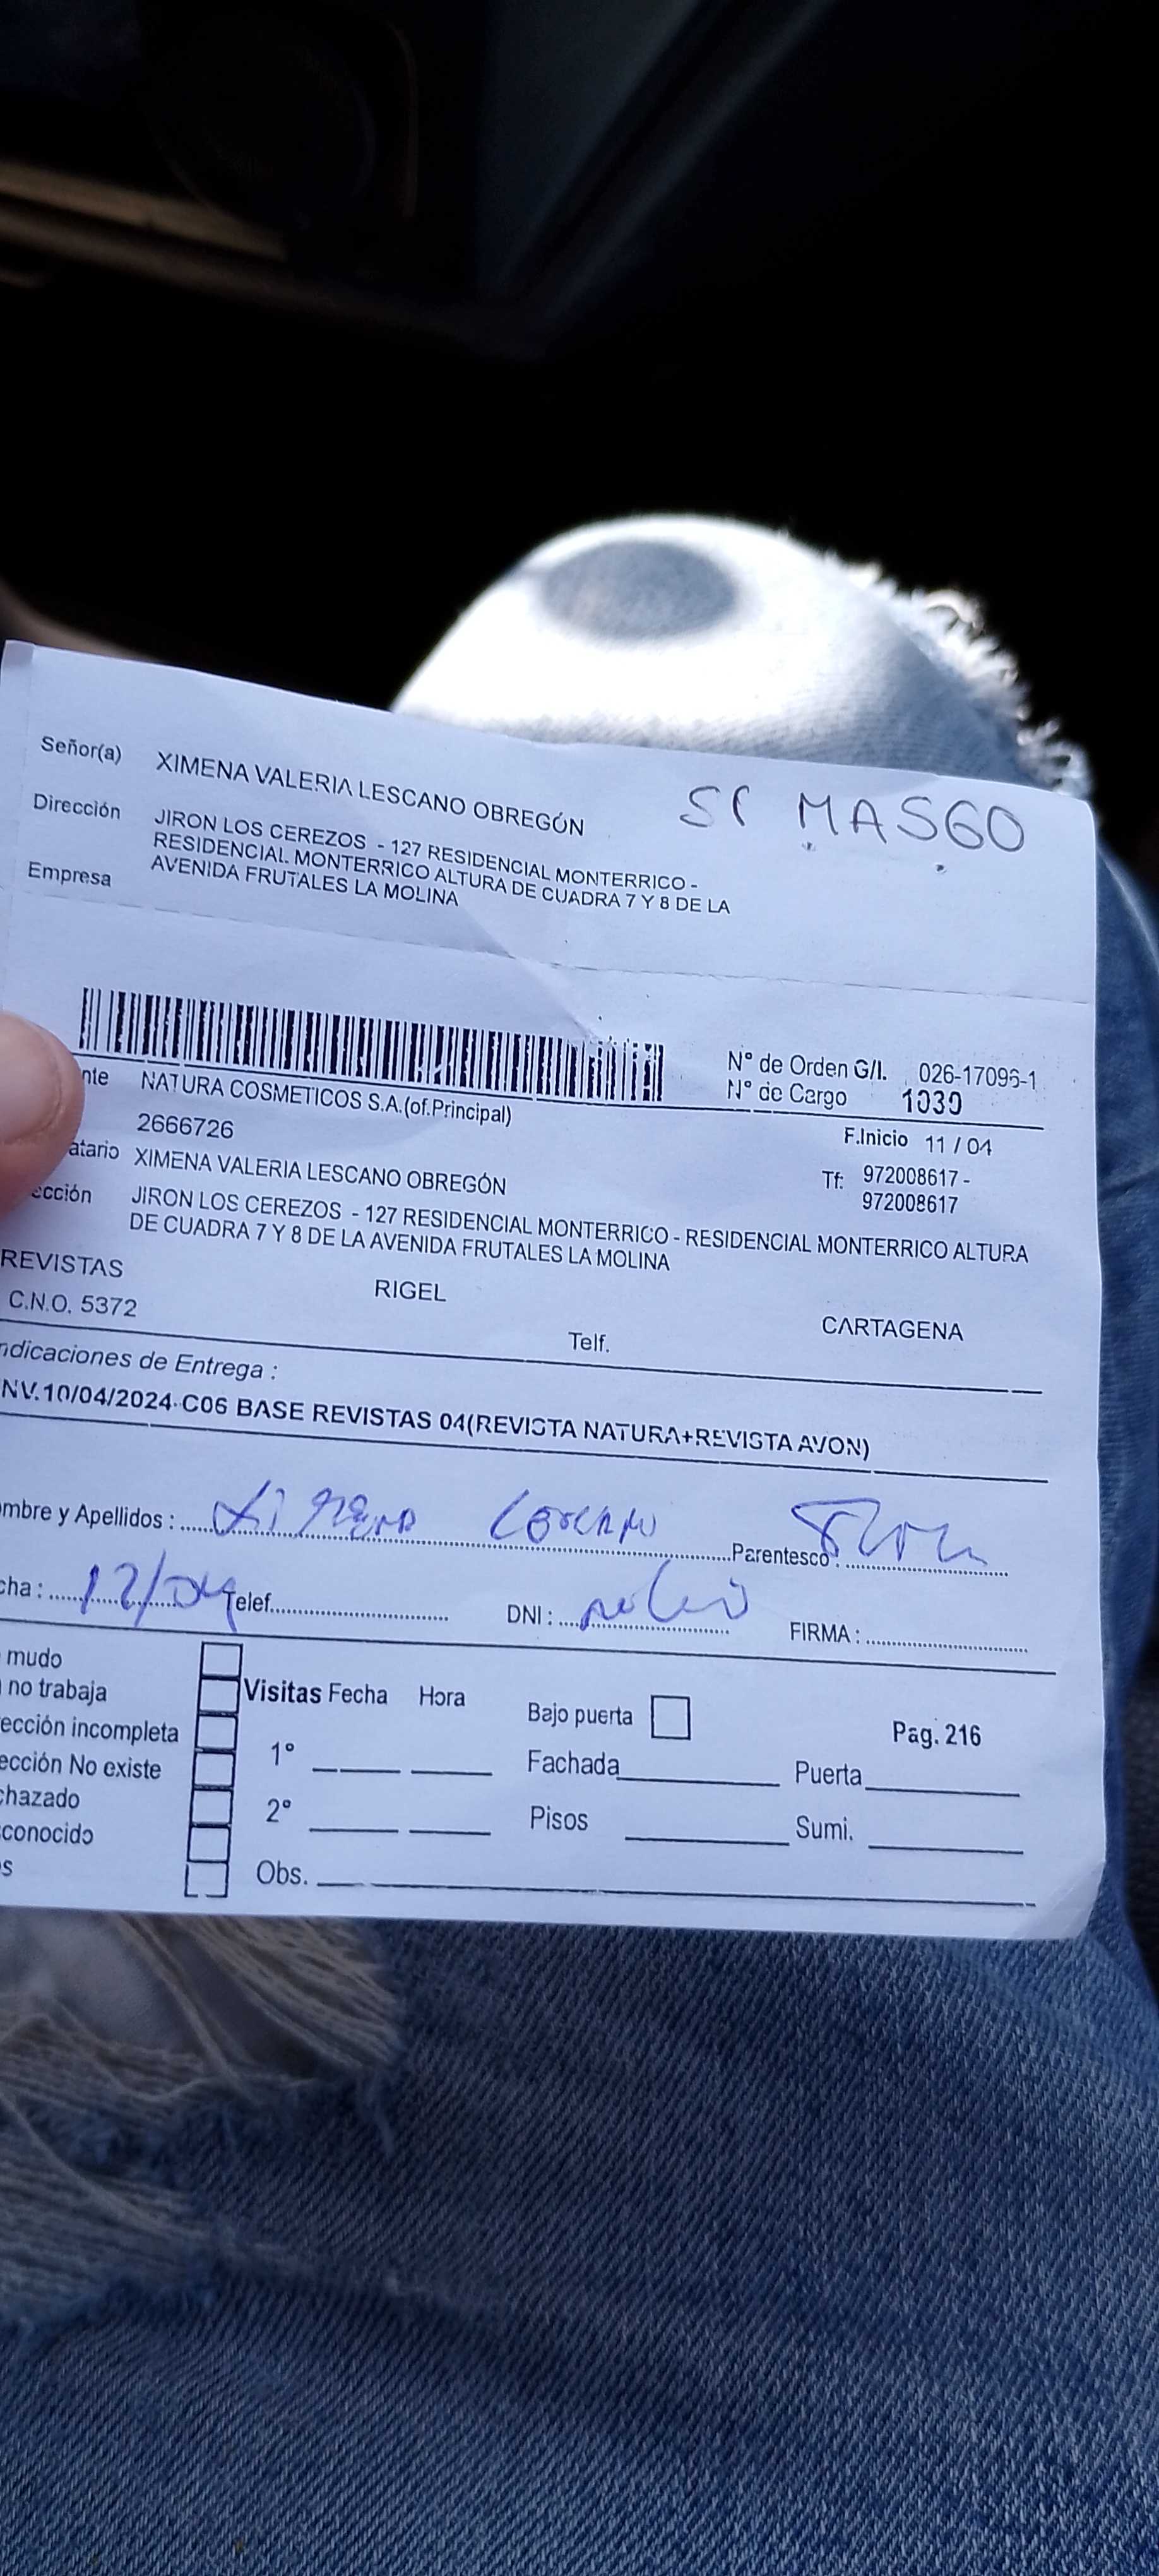 Señor(a) XIMENA VALERIA LESCANO OBREGÓN
SR MASGO
Dirección JIRON LOS CEREZOS - 127 RESIDENCIAL MONTERRICO -
RESIDENCIAL MONTERRICO ALTURA DE CUADRA 7 Y 8 DE LA
AVENIDA FRUTALES LA MOLINA
Empresa
N° de Orden G/I. 026-17096-1
N° de Cargo 1030
nte NATURA COSMETICOS S.A.(of.Principal)
F.Inicio 11 / 04
2666726
atario XIMENA VALERIA LESCANO OBREGÓN
Tf: 972008617 -
972008617
ección JIRON LOS CEREZOS - 127 RESIDENCIAL MONTERRICO - RESIDENCIAL MONTERRICO ALTURA
DE CUADRA 7 Y 8 DE LA AVENIDA FRUTALES LA MOLINA
REVISTAS RIGEL CARTAGENA
C.N.O. 5372 Telf.
ndicaciones de Entrega :
NV.10/04/2024-C06 BASE REVISTAS 04(REVISTA NATURA+REVISTA AVON)
ombre y Apellidos : Ximena Lescano Parentesco :
cha : 12/04 Telef. DNI : FIRMA :
mudo
no trabaja Visitas Fecha Hora Bajo puerta Pag. 216
ección incompleta
ección No existe 1° Fachada Puerta
chazado
conocido 2° Pisos Sumi.
s Obs.